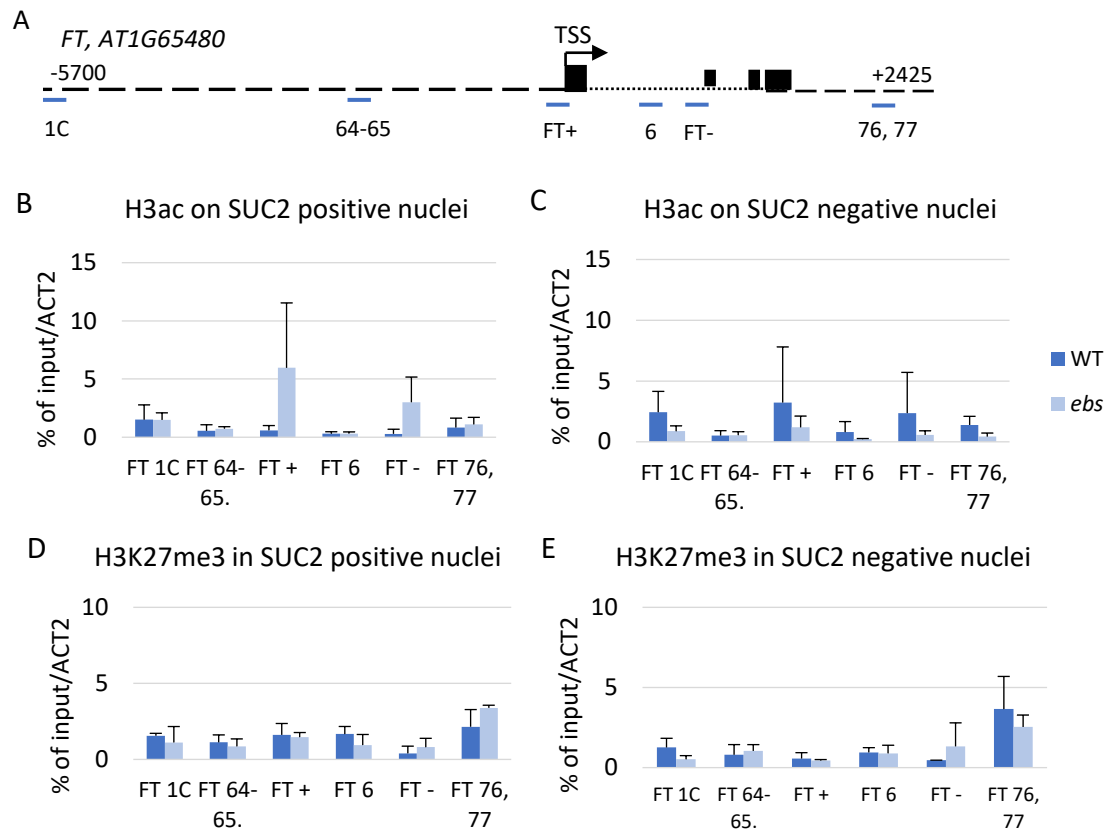 A
FT, AT1G65480
TSS
-5700
+2425
1C
64-65
FT+
6
FT-
76, 77
B
H3ac on SUC2 positive nuclei
% of input/ACT2
15
10
5
0
FT 1C FT 64- FT + FT 6 FT - FT 76,
65. 77
C
H3ac on SUC2 negative nuclei
% of input/ACT2
15
10
5
0
FT 1C FT 64- FT + FT 6 FT - FT 76,
65. 77
WT
ebs
D
H3K27me3 in SUC2 positive nuclei
% of input/ACT2
10
5
0
FT 1C FT 64- FT + FT 6 FT - FT 76,
65. 77
E
H3K27me3 in SUC2 negative nuclei
% of input/ACT2
10
5
0
FT 1C FT 64- FT + FT 6 FT - FT 76,
65. 77